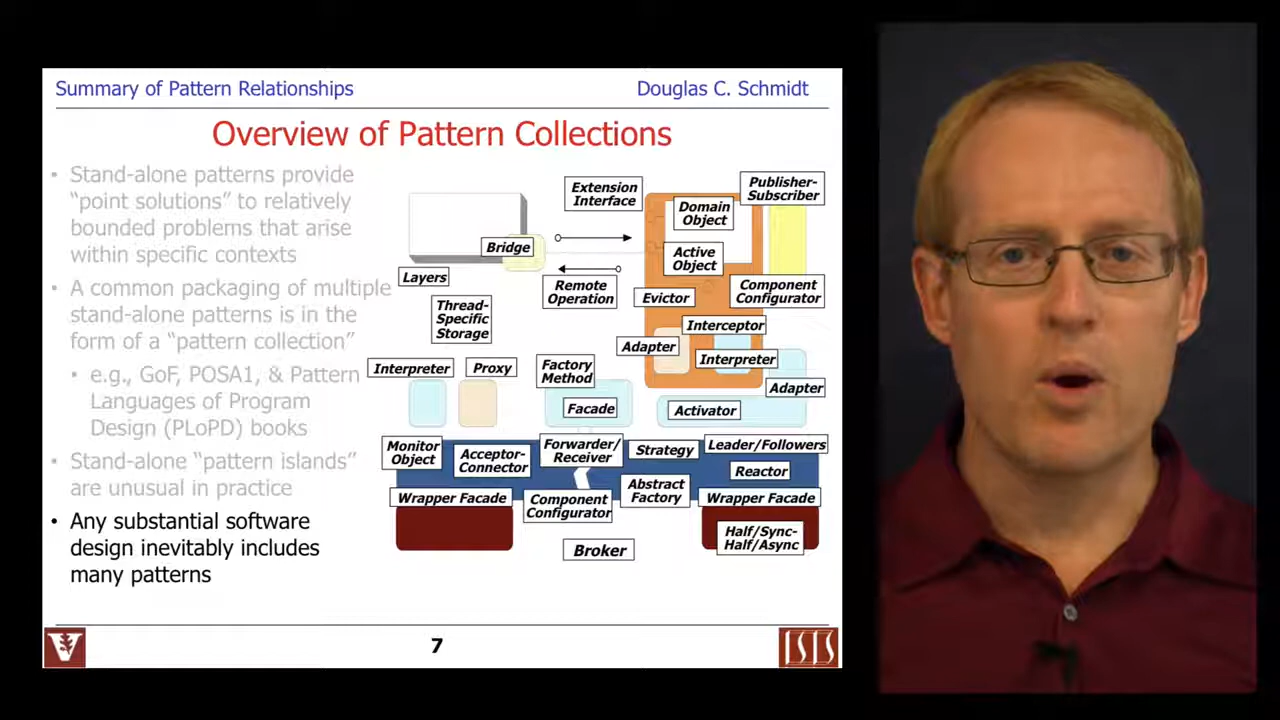 Summary of Pattern Relationships
Douglas C. Schmidt
Overview of Pattern Collections
• Stand-alone patterns provide
“point solutions” to relatively
bounded problems that arise
within specific contexts
• A common packaging of multiple
stand-alone patterns is in the
form of a “pattern collection”
• e.g., GoF, POSA1, & Pattern
Languages of Program
Design (PLoPD) books
• Stand-alone “pattern islands”
are unusual in practice
• Any substantial software
design inevitably includes
many patterns
Extension
Interface
Publisher-
Subscriber
Domain
Object
Bridge
Active
Object
Layers
Remote
Operation
Evictor
Component
Configurator
Thread-
Specific
Storage
Interceptor
Adapter
Interpreter
Interpreter
Proxy
Factory
Method
Adapter
Facade
Activator
Monitor
Object
Acceptor-
Connector
Forwarder/
Receiver
Strategy
Leader/Followers
Reactor
Wrapper Facade
Component
Configurator
Abstract
Factory
Wrapper Facade
Half/Sync-
Half/Async
Broker
7
V
ISIS